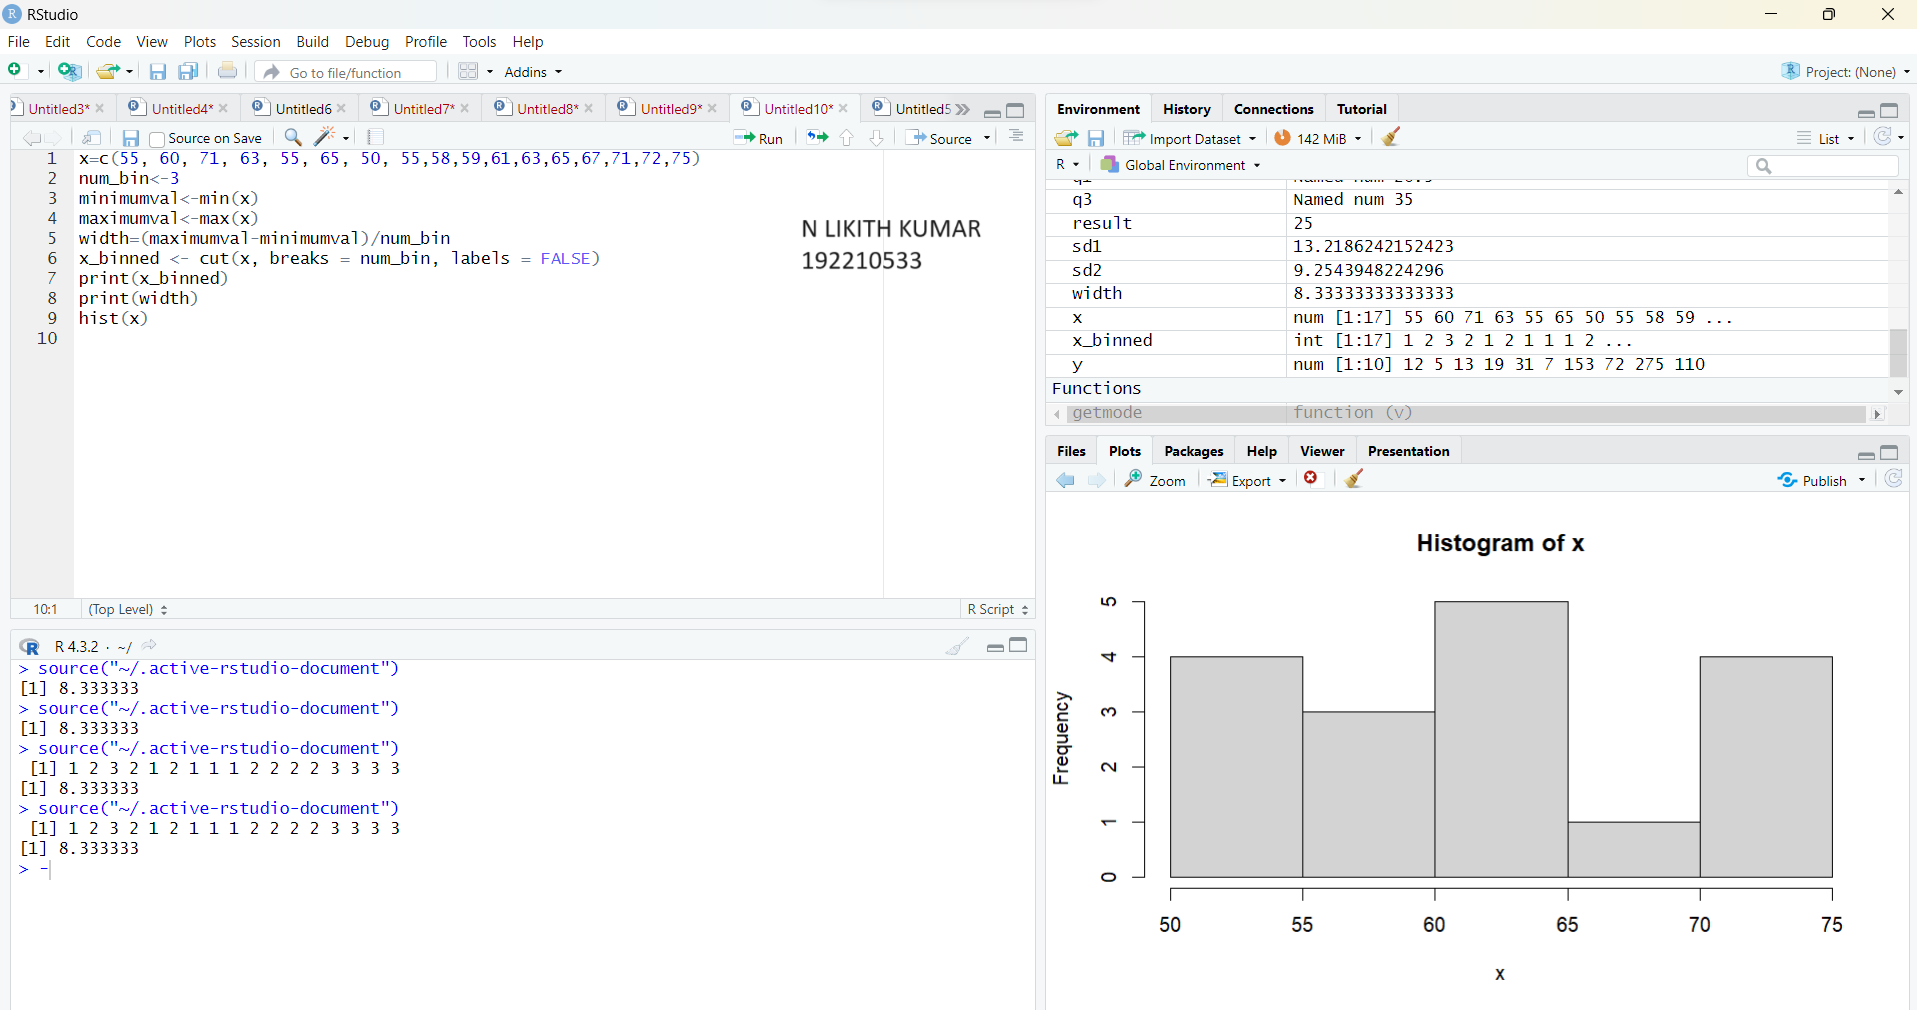 RStudio
File Edit Code View Plots Session Build Debug Profile Tools Help
Go to file/function Addins Project: (None)
Untitled3* Untitled4* Untitled6 Untitled7* Untitled8* Untitled9* Untitled10* Untitled5
Source on Save Run Source
1 x=c(55, 60, 71, 63, 55, 65, 50, 55,58,59,61,63,65,67,71,72,75)
2 num_bin<-3
3 minimumval<-min(x)
4 maximumval<-max(x)
5 width=(maximumval-minimumval)/num_bin
6 x_binned <- cut(x, breaks = num_bin, labels = FALSE)
7 print(x_binned)
8 print(width)
9 hist(x)
10
N LIKITH KUMAR
192210533
10:1 (Top Level) R Script
R 4.3.2 · ~/
> source("~/.active-rstudio-document")
[1] 8.333333
> source("~/.active-rstudio-document")
[1] 8.333333
> source("~/.active-rstudio-document")
[1] 1 2 3 2 1 2 1 1 1 2 2 2 2 3 3 3 3
[1] 8.333333
> source("~/.active-rstudio-document")
[1] 1 2 3 2 1 2 1 1 1 2 2 2 2 3 3 3 3
[1] 8.333333
> -
Environment History Connections Tutorial
Import Dataset 142 MiB List
R Global Environment
q3 Named num 35
result 25
sd1 13.2186242152423
sd2 9.2543948224296
width 8.33333333333333
x num [1:17] 55 60 71 63 55 65 50 55 58 59 ...
x_binned int [1:17] 1 2 3 2 1 2 1 1 1 2 ...
y num [1:10] 12 5 13 19 31 7 153 72 275 110
Functions
getmode function (v)
Files Plots Packages Help Viewer Presentation
Zoom Export Publish
Histogram of x
Frequency
5
4
3
2
1
0
50 55 60 65 70 75
x